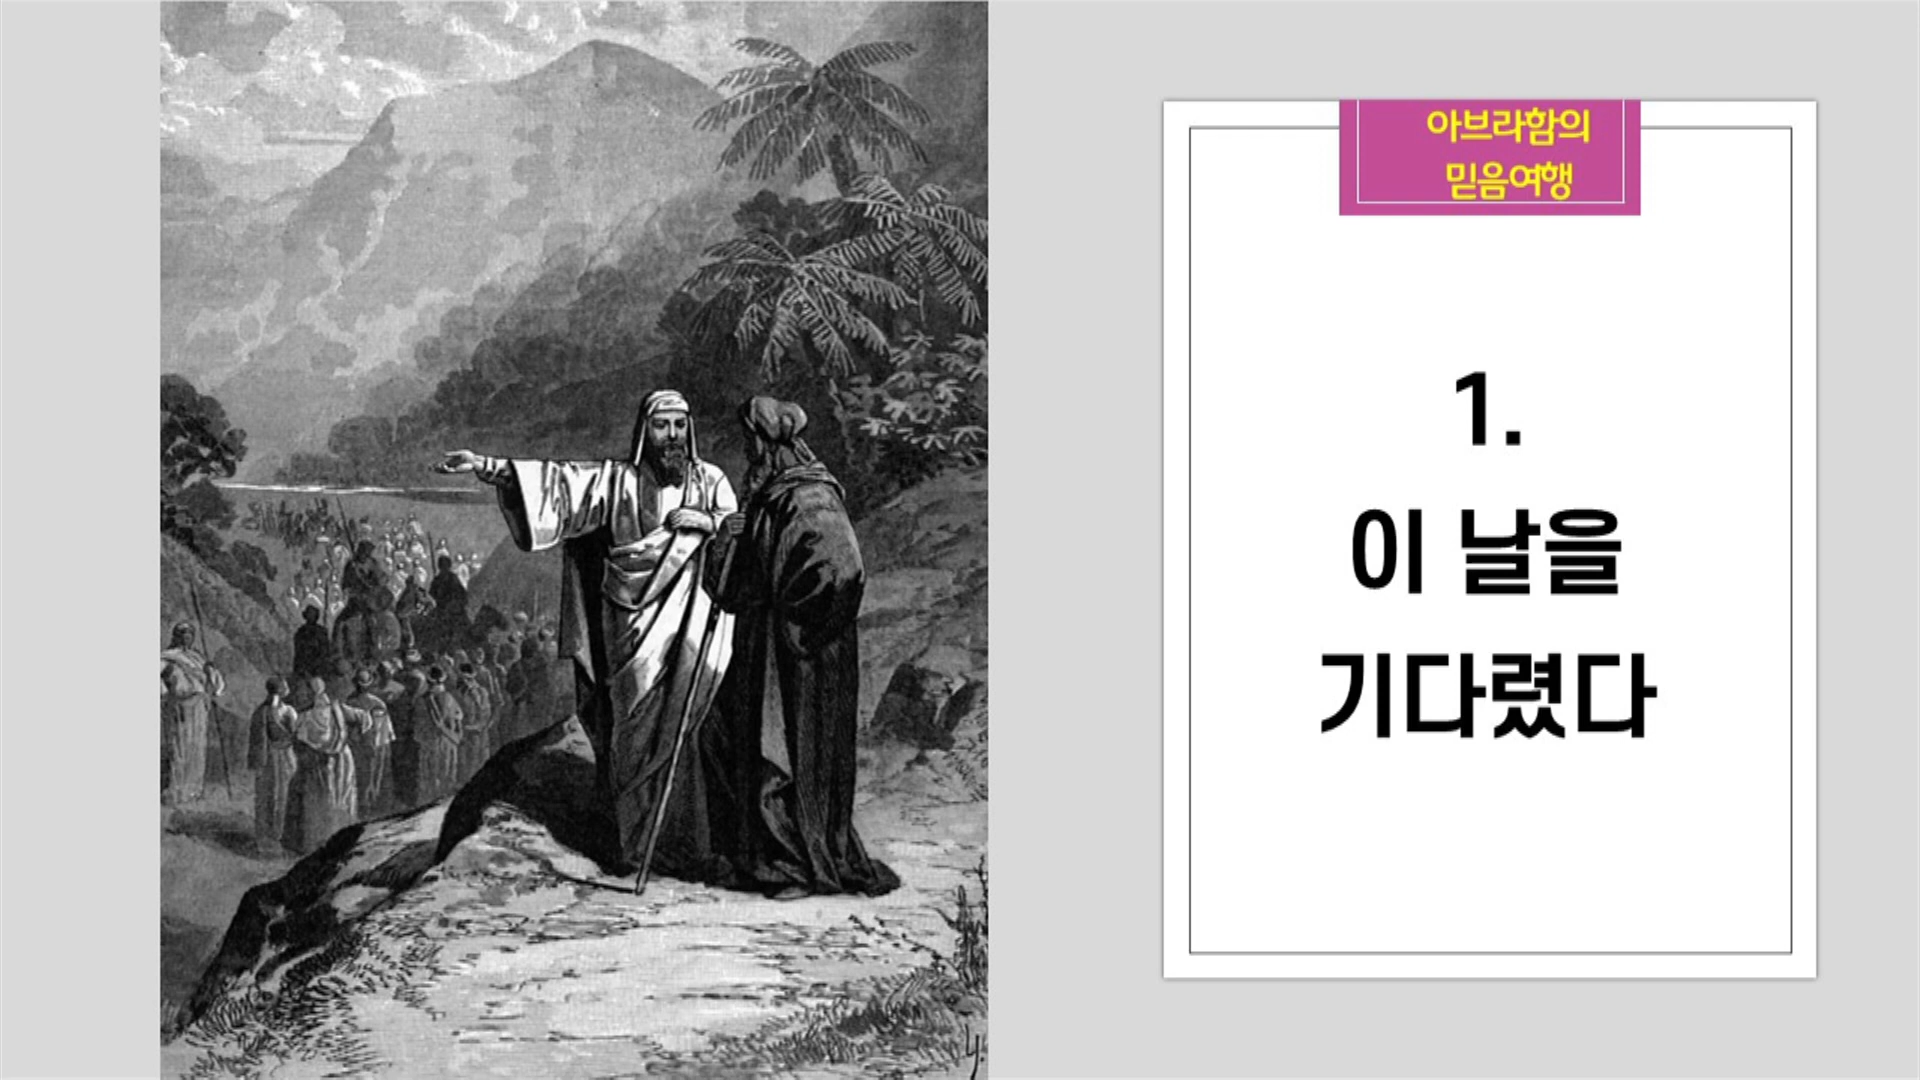 아브라함의
믿음여행
1.
이 날을
기다렸다